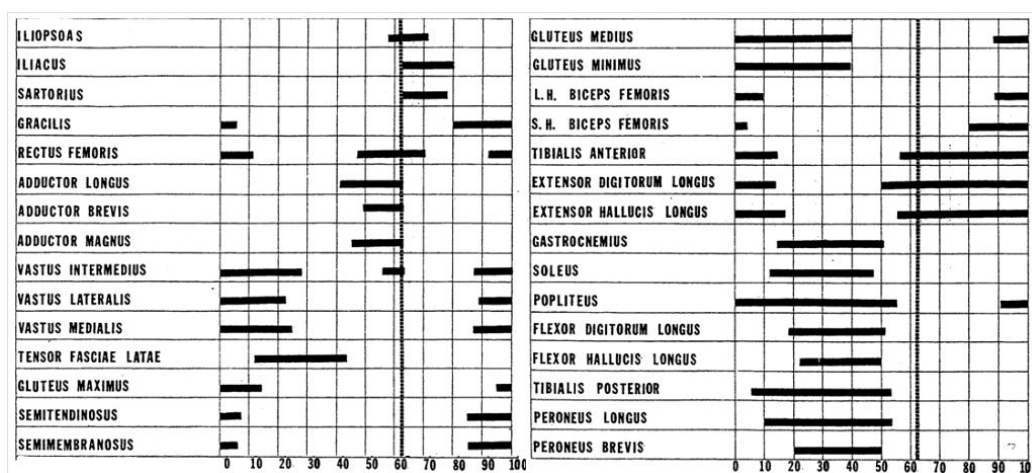 ILIOPSOAS
ILIACUS
SARTORIUS
GRACILIS
RECTUS FEMORIS
ADDUCTOR LONGUS
ADDUCTOR BREVIS
ADDUCTOR MAGNUS
VASTUS INTERMEDIUS
VASTUS LATERALIS
VASTUS MEDIALIS
TENSOR FASCIAE LATAE
GLUTEUS MAXIMUS
SEMITENDINOSUS
SEMIMEMBRANOSUS
0 10 20 30 40 50 60 70 80 90 100
GLUTEUS MEDIUS
GLUTEUS MINIMUS
L.H. BICEPS FEMORIS
S.H. BICEPS FEMORIS
TIBIALIS ANTERIOR
EXTENSOR DIGITORUM LONGUS
EXTENSOR HALLUCIS LONGUS
GASTROCNEMIUS
SOLEUS
POPLITEUS
FLEXOR DIGITORUM LONGUS
FLEXOR HALLUCIS LONGUS
TIBIALIS POSTERIOR
PERONEUS LONGUS
PERONEUS BREVIS
0 10 20 30 40 50 60 70 80 90